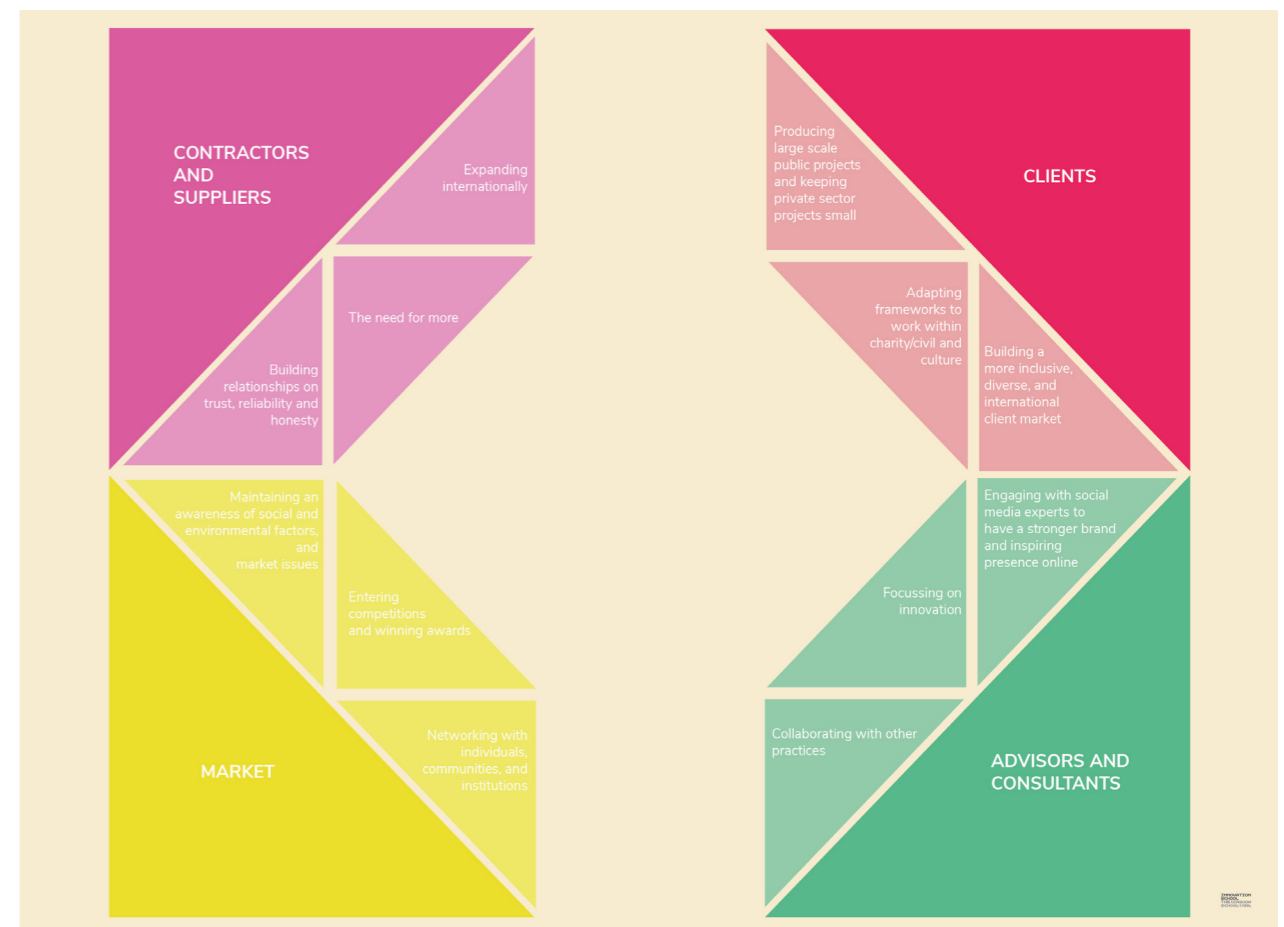 CONTRACTORS
AND
SUPPLIERS
Expanding
internationally
The need for more
Building
relationships on
trust, reliability and
honesty
Producing
large scale
public projects
and keeping
private sector
projects small
CLIENTS
Adapting
frameworks to
work within
charity/civil and
culture
Building a
more inclusive,
diverse, and
international
client market
Maintaining an
awareness of social and
environmental factors,
and
market issues
Entering
competitions
and winning awards
Networking with
individuals,
communities, and
institutions
MARKET
Engaging with social
media experts to
have a stronger brand
and inspiring
presence online
Focussing on
innovation
Collaborating with other
practices
ADVISORS AND
CONSULTANTS
INNOVATION
SCHOOL